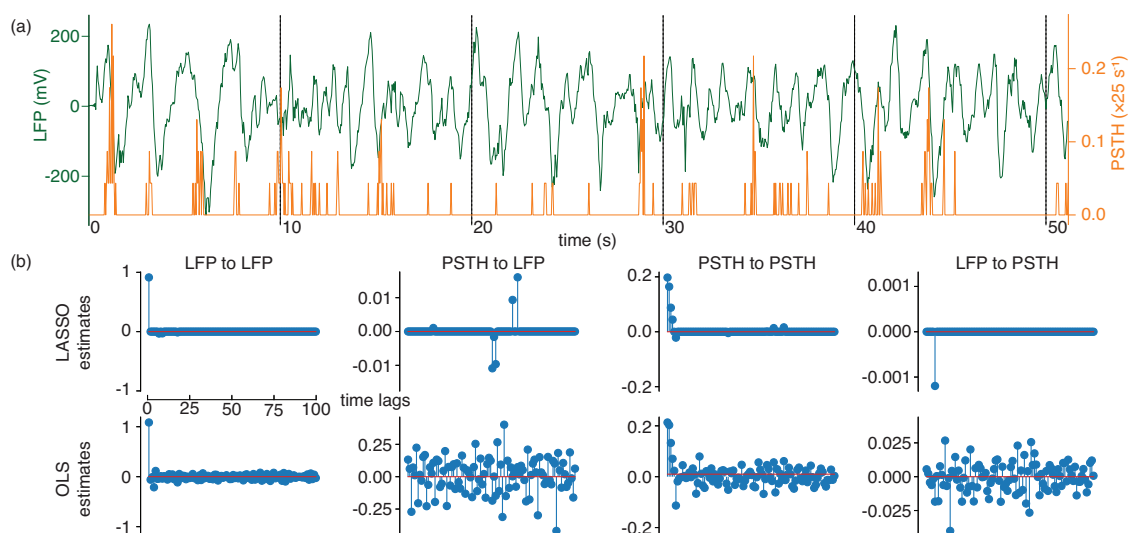 (a)
LFP (mV)
200
0
-200
PSTH (×25 s⁻¹)
0.2
0.1
0.0
0 10 20 30 40 50
time (s)
(b)
LFP to LFP PSTH to LFP PSTH to PSTH LFP to PSTH
LASSO
estimates
1
0
-1
0.01
0.00
-0.01
0.2
0.0
-0.2
0.001
0.000
-0.001
0 25 50 75 100 time lags
OLS
estimates
1
0
-1
0.25
0.00
-0.25
0.2
0.0
-0.2
0.025
0.000
-0.025